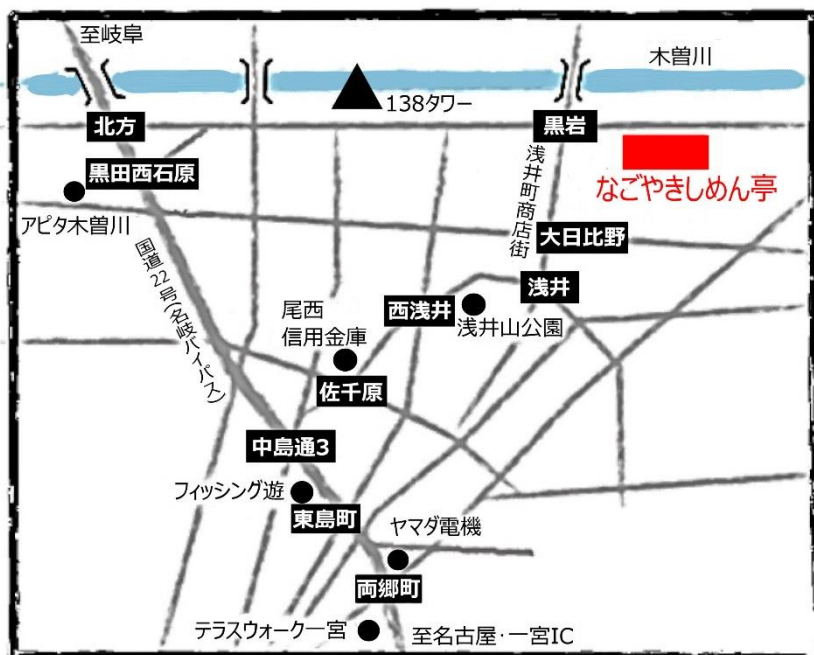 至岐阜
木曽川
138タワー
北方
黒岩
黒田西石原
なごやきしめん亭
浅井町商店街
アピタ木曽川
大日比野
国道22号(名岐バイパス)
浅井
尾西
信用金庫
西浅井
浅井山公園
佐千原
中島通3
フィッシング遊
東島町
ヤマダ電機
両郷町
テラスウォーク一宮
至名古屋・一宮IC